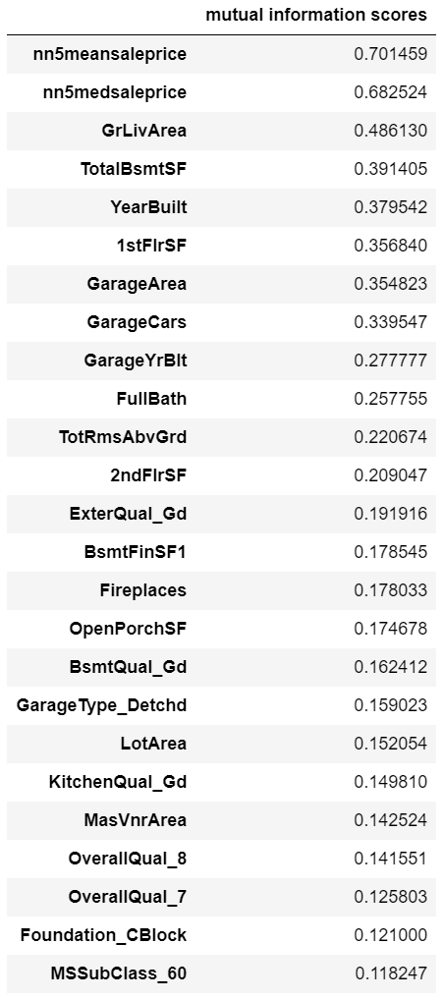 mutual information scores
nn5meansaleprice 0.701459
nn5medsaleprice 0.682524
GrLivArea 0.486130
TotalBsmtSF 0.391405
YearBuilt 0.379542
1stFlrSF 0.356840
GarageArea 0.354823
GarageCars 0.339547
GarageYrBlt 0.277777
FullBath 0.257755
TotRmsAbvGrd 0.220674
2ndFlrSF 0.209047
ExterQual_Gd 0.191916
BsmtFinSF1 0.178545
Fireplaces 0.178033
OpenPorchSF 0.174678
BsmtQual_Gd 0.162412
GarageType_Detchd 0.159023
LotArea 0.152054
KitchenQual_Gd 0.149810
MasVnrArea 0.142524
OverallQual_8 0.141551
OverallQual_7 0.125803
Foundation_CBlock 0.121000
MSSubClass_60 0.118247